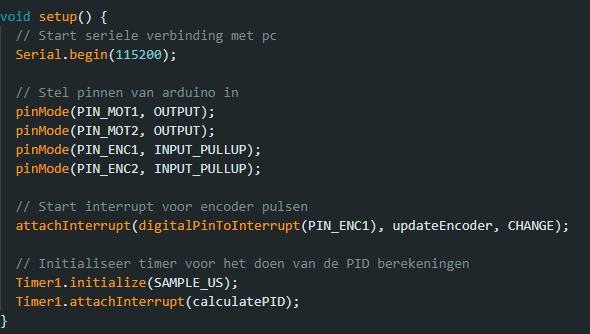 void setup() {
  // Start seriele verbinding met pc
  Serial.begin(115200);

  // Stel pinnen van arduino in
  pinMode(PIN_MOT1, OUTPUT);
  pinMode(PIN_MOT2, OUTPUT);
  pinMode(PIN_ENC1, INPUT_PULLUP);
  pinMode(PIN_ENC2, INPUT_PULLUP);

  // Start interrupt voor encoder pulsen
  attachInterrupt(digitalPinToInterrupt(PIN_ENC1), updateEncoder, CHANGE);

  // Initialiseer timer voor het doen van de PID berekeningen
  Timer1.initialize(SAMPLE_US);
  Timer1.attachInterrupt(calculatePID);
}